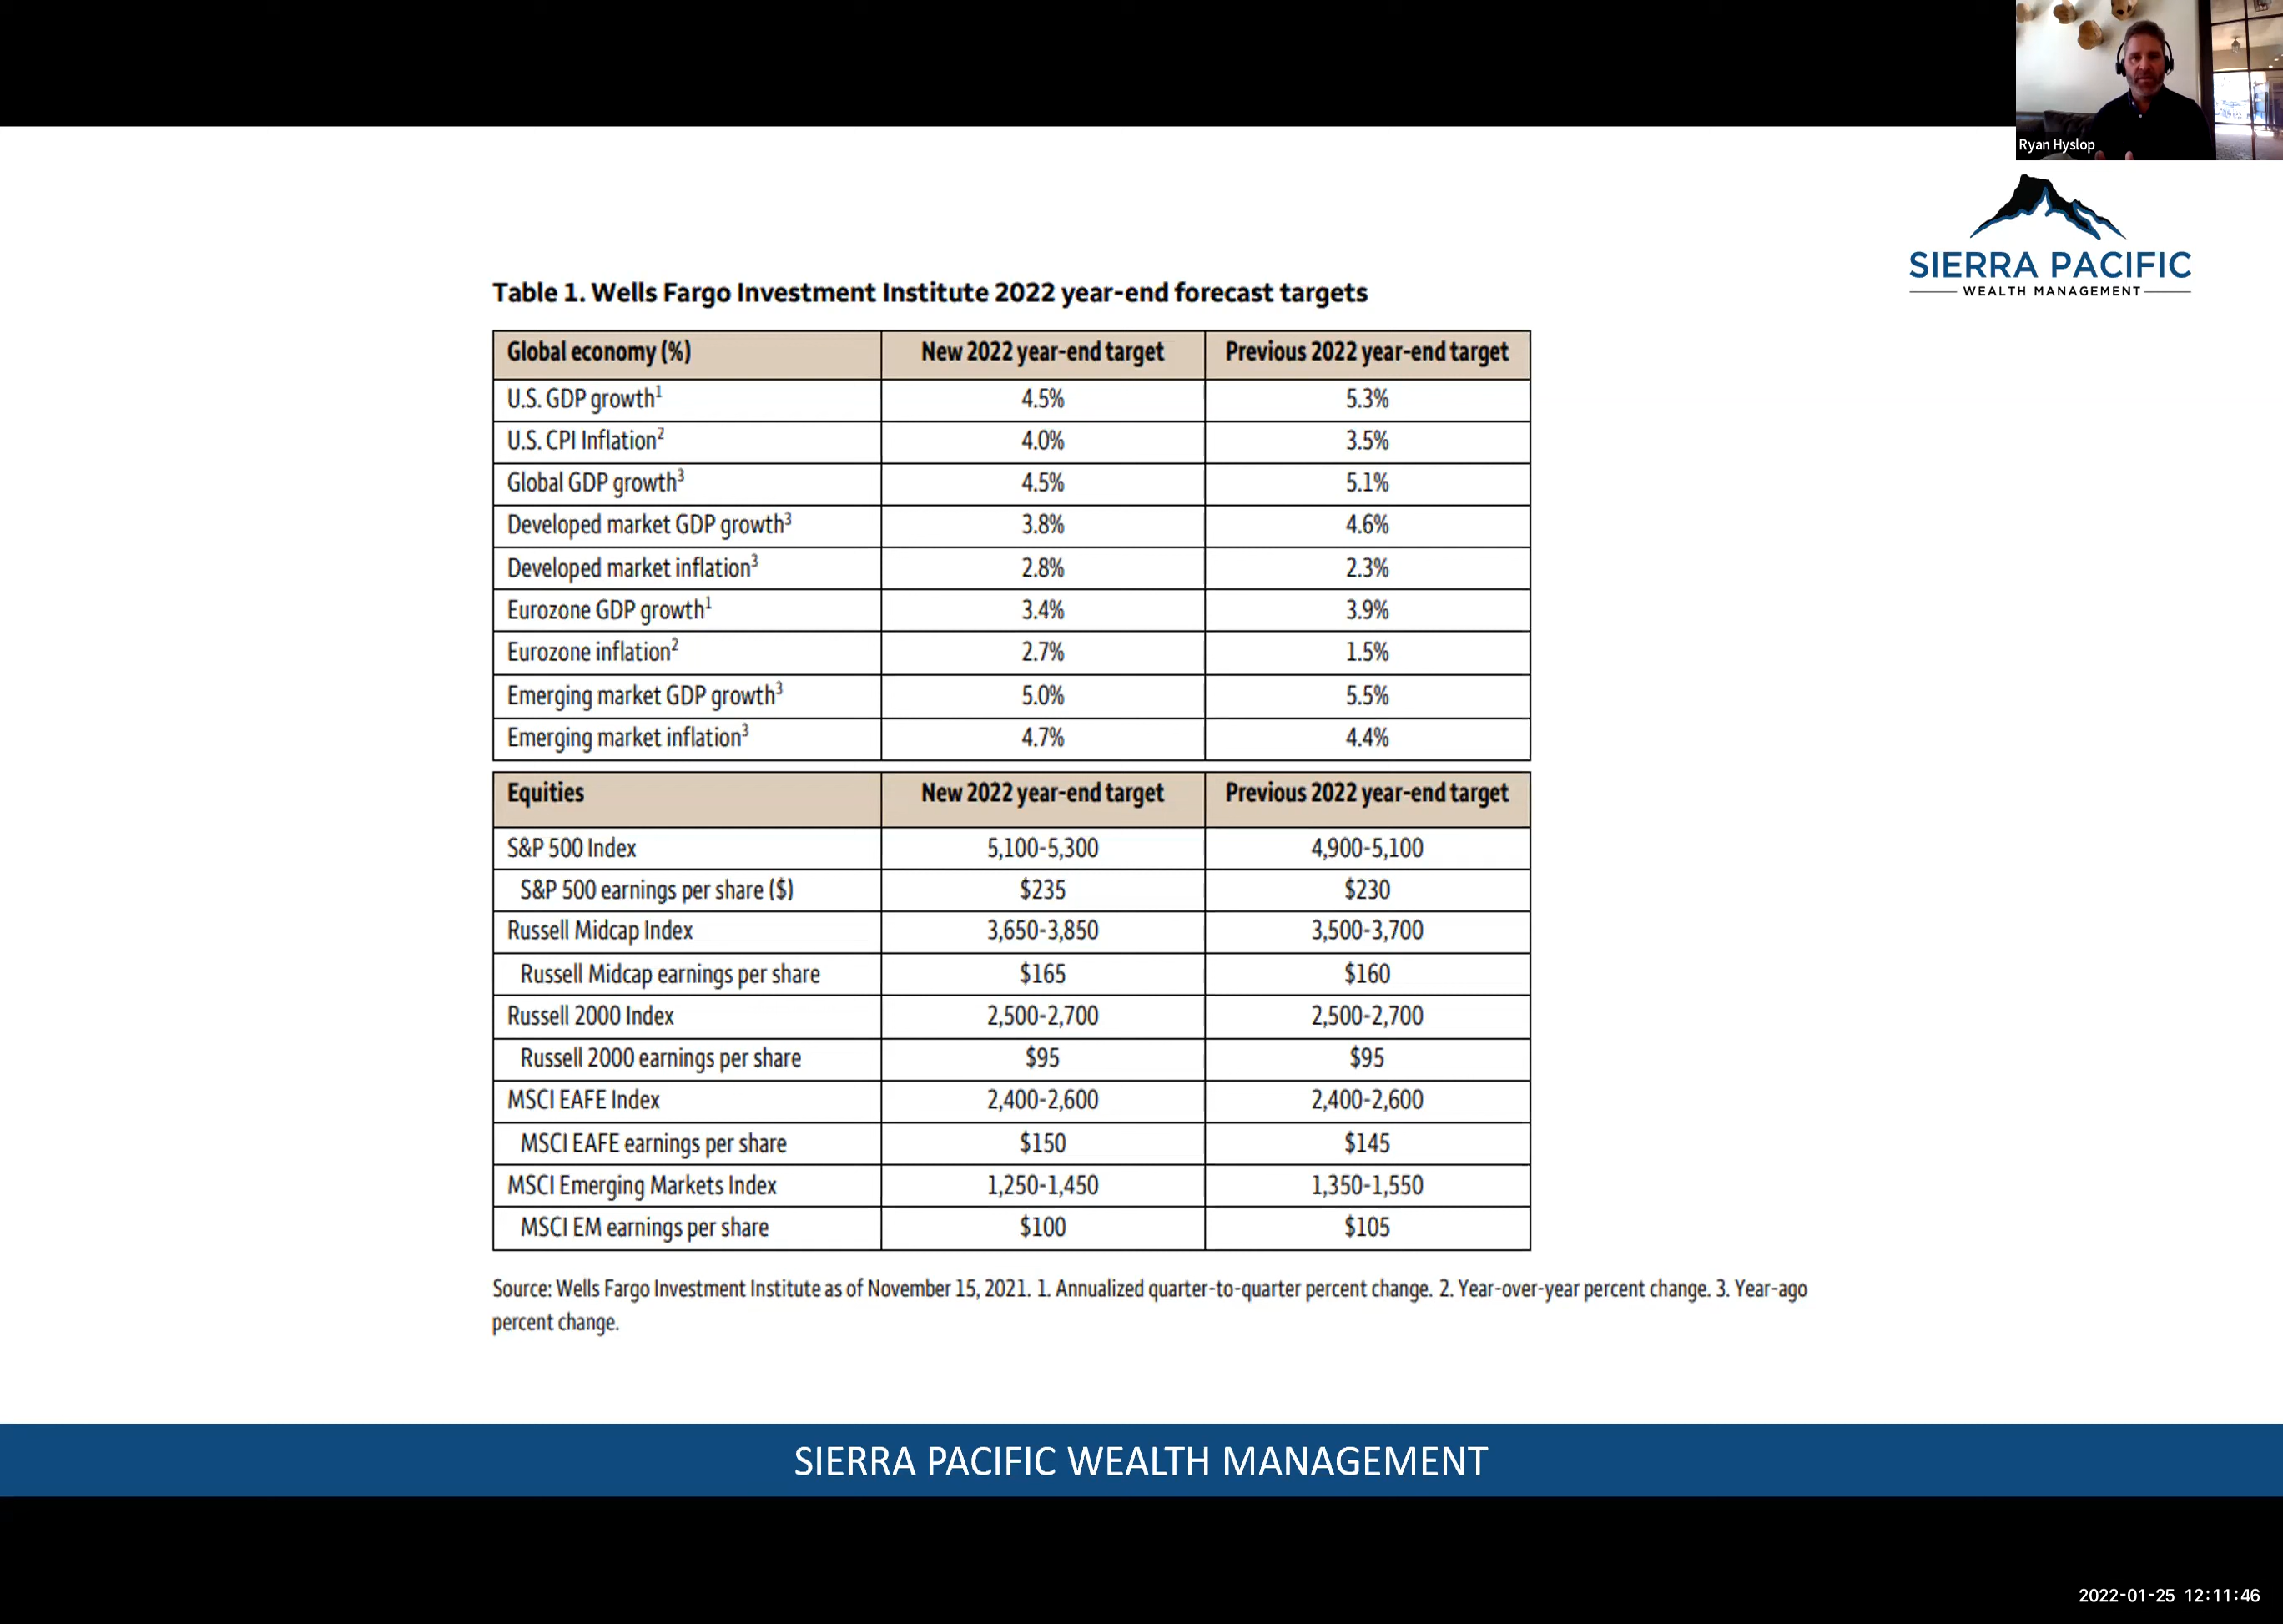 Ryan Hyslop
SIERRA PACIFIC
WEALTH MANAGEMENT
Table 1. Wells Fargo Investment Institute 2022 year-end forecast targets
Global economy (%) New 2022 year-end target Previous 2022 year-end target
U.S. GDP growth¹ 4.5% 5.3%
U.S. CPI Inflation² 4.0% 3.5%
Global GDP growth³ 4.5% 5.1%
Developed market GDP growth³ 3.8% 4.6%
Developed market inflation³ 2.8% 2.3%
Eurozone GDP growth¹ 3.4% 3.9%
Eurozone inflation² 2.7% 1.5%
Emerging market GDP growth³ 5.0% 5.5%
Emerging market inflation³ 4.7% 4.4%
Equities New 2022 year-end target Previous 2022 year-end target
S&P 500 Index 5,100-5,300 4,900-5,100
S&P 500 earnings per share ($) $235 $230
Russell Midcap Index 3,650-3,850 3,500-3,700
Russell Midcap earnings per share $165 $160
Russell 2000 Index 2,500-2,700 2,500-2,700
Russell 2000 earnings per share $95 $95
MSCI EAFE Index 2,400-2,600 2,400-2,600
MSCI EAFE earnings per share $150 $145
MSCI Emerging Markets Index 1,250-1,450 1,350-1,550
MSCI EM earnings per share $100 $105
Source: Wells Fargo Investment Institute as of November 15, 2021. 1. Annualized quarter-to-quarter percent change. 2. Year-over-year percent change. 3. Year-ago
percent change.
SIERRA PACIFIC WEALTH MANAGEMENT
2022-01-25 12:11:46